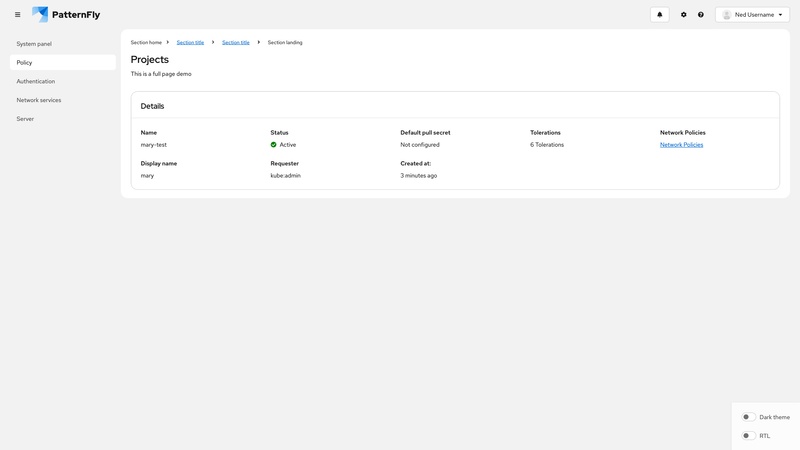 PatternFly
Ned Username
System panel
Policy
Authentication
Network services
Server
Section home Section title Section title Section landing
Projects
This is a full page demo
Details
Name Status Default pull secret Tolerations Network Policies
mary-test Active Not configured 6 Tolerations Network Policies
Display name Requester Created at:
mary kube:admin 3 minutes ago
Dark theme
RTL